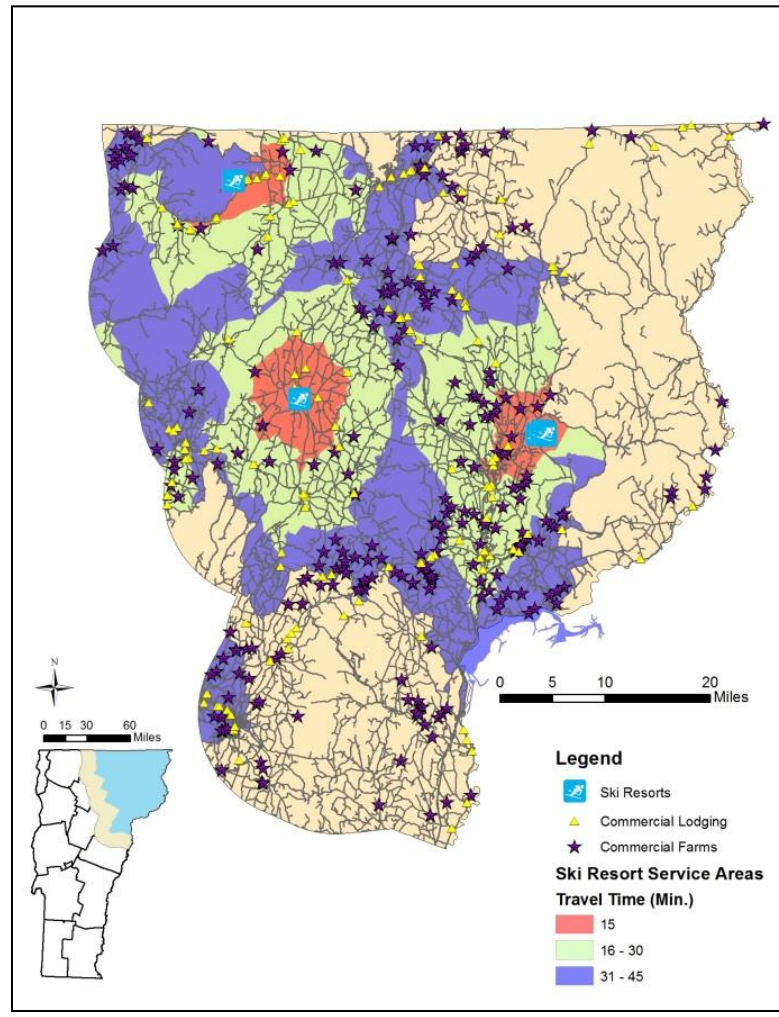 N
0 5 10 20
Miles
0 15 30 60
Miles
Legend
Ski Resorts
Commercial Lodging
Commercial Farms
Ski Resort Service Areas
Travel Time (Min.)
15
16 - 30
31 - 45